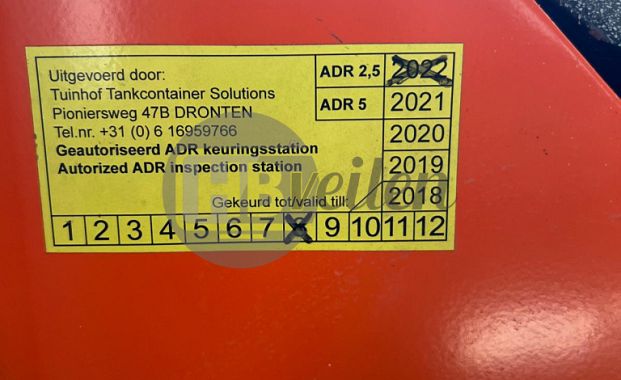 Uitgevoerd door:
Tuinhof Tankcontainer Solutions
Pioniersweg 47B DRONTEN
Tel.nr. +31 (0) 6 16959766
Geautoriseerd ADR keuringsstation
Autorized ADR inspection station
Gekeurd tot/valid till:
ADR 2,5 2022
ADR 5 2021
2020
2019
2018
1 2 3 4 5 6 7 8 9 10 11 12
HBveilen